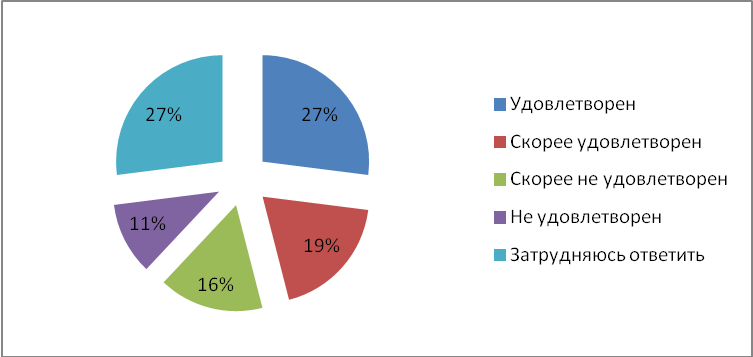 27%
27%
19%
16%
11%
Удовлетворен
Скорее удовлетворен
Скорее не удовлетворен
Не удовлетворен
Затрудняюсь ответить